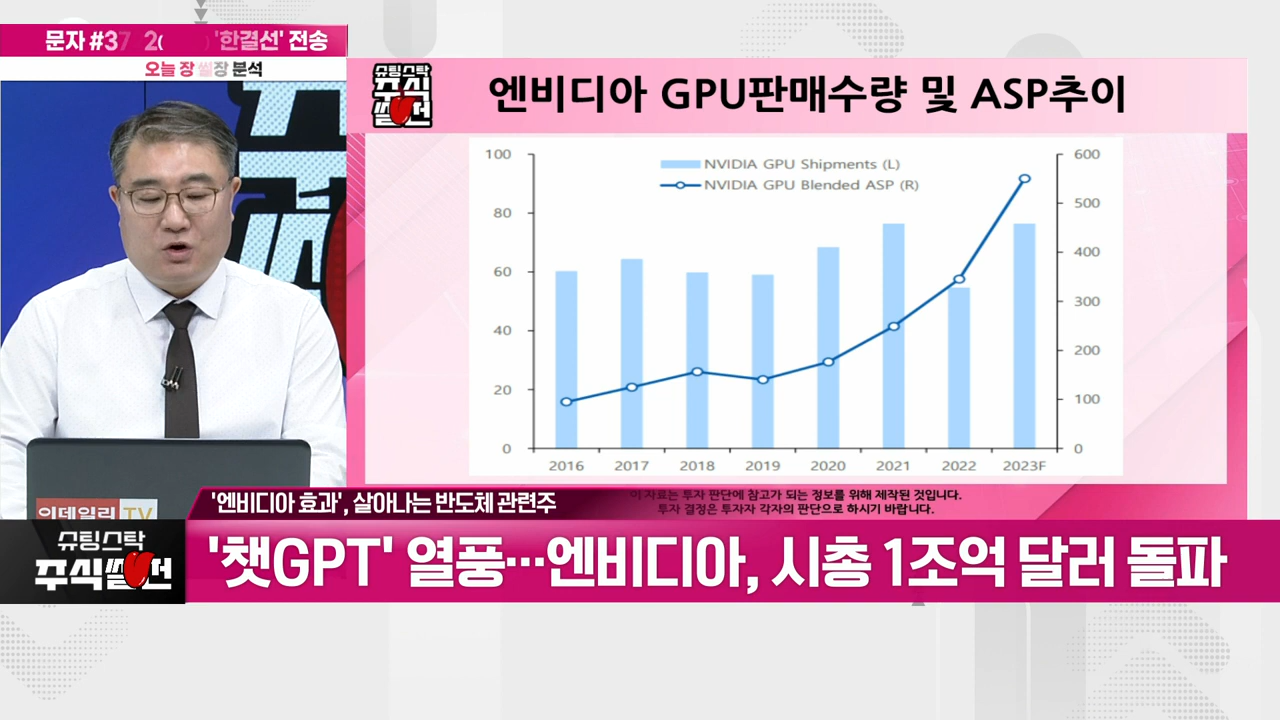 문자 #37 2( '한결선' 전송
오늘 장 썰장 분석
슈팅스탁
주식썰전
엔비디아 GPU판매수량 및 ASP추이
NVIDIA GPU Shipments (L)
NVIDIA GPU Blended ASP (R)
100
80
60
40
20
0
600
500
400
300
200
100
0
2016 2017 2018 2019 2020 2021 2022 2023F
이데일리 TV
'엔비디아 효과', 살아나는 반도체 관련주
이 자료는 투자 판단에 참고가 되는 정보를 위해 제작된 것입니다.
투자 결정은 투자자 각자의 판단으로 하시기 바랍니다.
슈팅스탁
주식썰전
'챗GPT' 열풍…엔비디아, 시총 1조억 달러 돌파